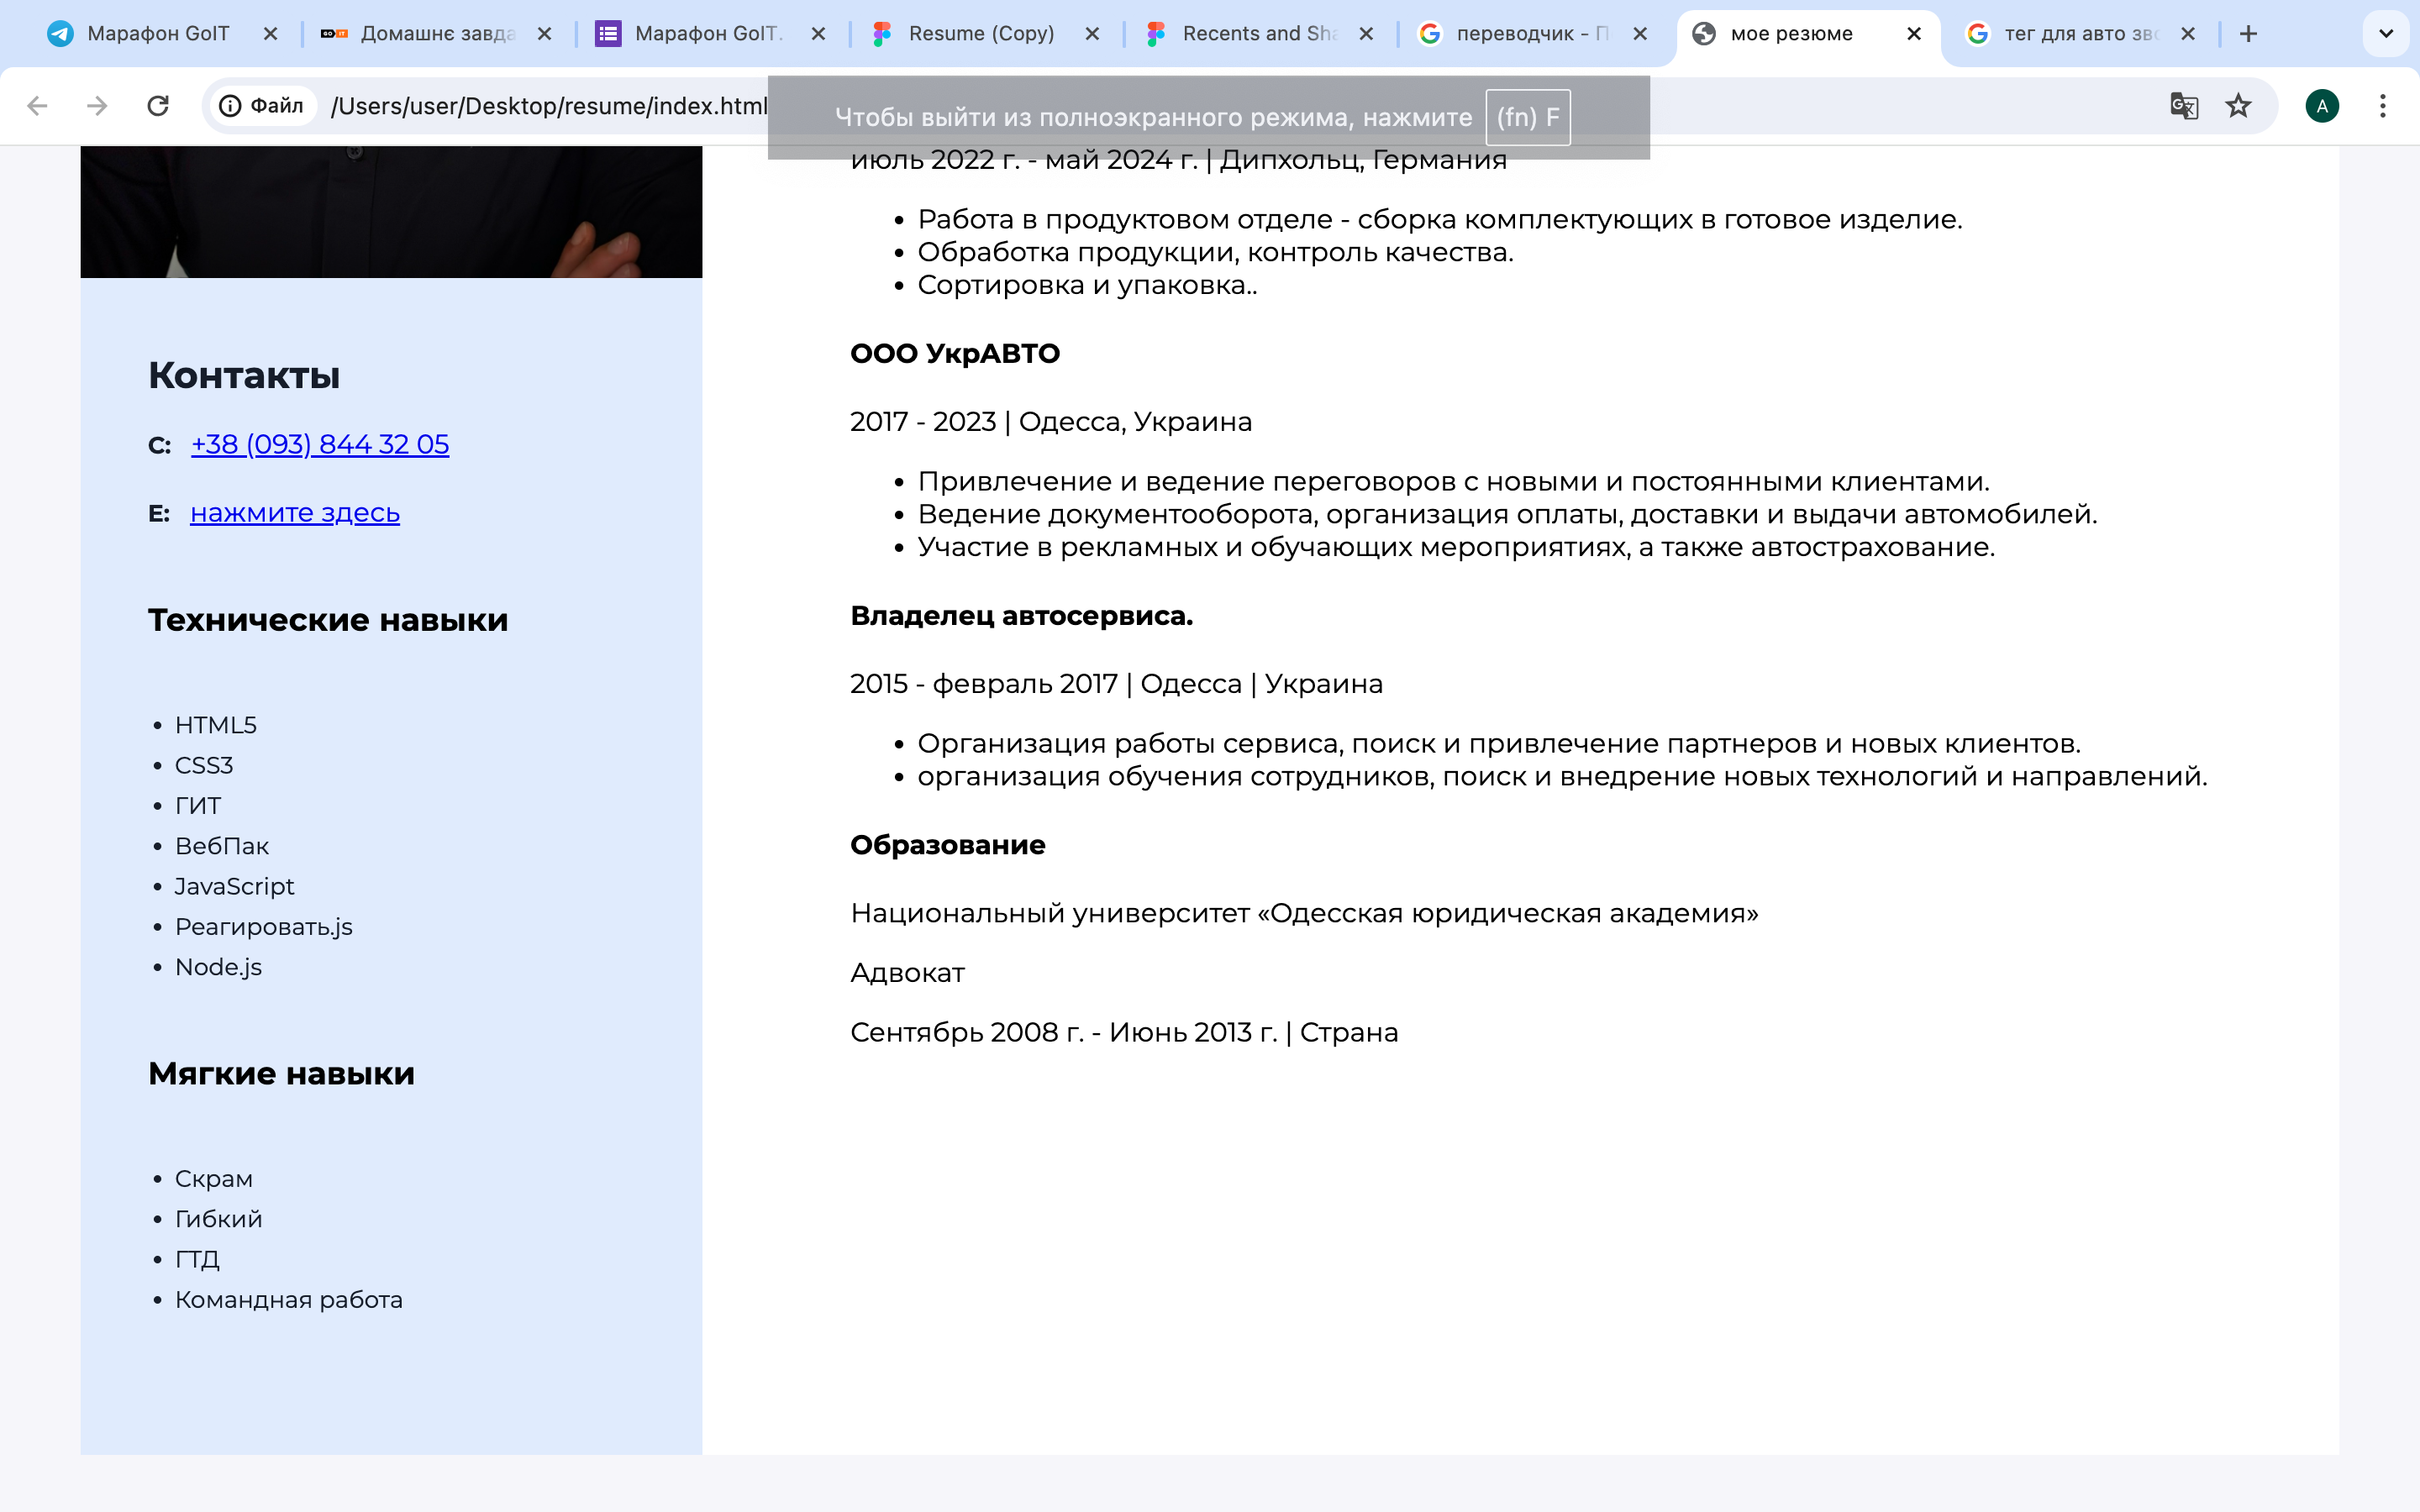 Марафон GoIT
Домашнє завда
Марафон GoIT.
Resume (Copy)
Recents and Sha
переводчик - П
мое резюме
тег для авто зво
Файл
/Users/user/Desktop/resume/index.html
A
Чтобы выйти из полноэкранного режима, нажмите (fn) F
Контакты
C: +38 (093) 844 32 05
E: нажмите здесь
Технические навыки
HTML5
CSS3
ГИТ
ВебПак
JavaScript
Реагировать.js
Node.js
Мягкие навыки
Скрам
Гибкий
ГТД
Командная работа
июль 2022 г. - май 2024 г. | Дипхольц, Германия
Работа в продуктовом отделе - сборка комплектующих в готовое изделие.
Обработка продукции, контроль качества.
Сортировка и упаковка..
ООО УкрАВТО
2017 - 2023 | Одесса, Украина
Привлечение и ведение переговоров с новыми и постоянными клиентами.
Ведение документооборота, организация оплаты, доставки и выдачи автомобилей.
Участие в рекламных и обучающих мероприятиях, а также автострахование.
Владелец автосервиса.
2015 - февраль 2017 | Одесса | Украина
Организация работы сервиса, поиск и привлечение партнеров и новых клиентов.
организация обучения сотрудников, поиск и внедрение новых технологий и направлений.
Образование
Национальный университет «Одесская юридическая академия»
Адвокат
Сентябрь 2008 г. - Июнь 2013 г. | Страна